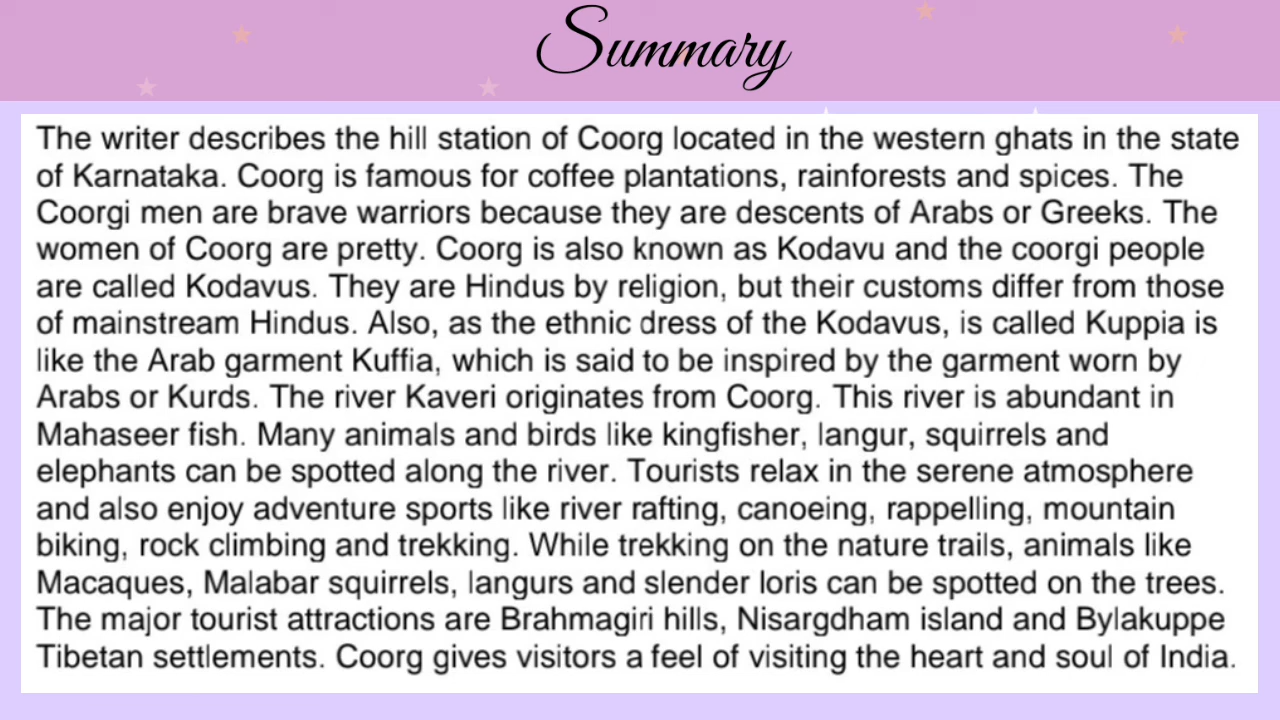 Summary
The writer describes the hill station of Coorg located in the western ghats in the state
of Karnataka. Coorg is famous for coffee plantations, rainforests and spices. The
Coorgi men are brave warriors because they are descents of Arabs or Greeks. The
women of Coorg are pretty. Coorg is also known as Kodavu and the coorgi people
are called Kodavus. They are Hindus by religion, but their customs differ from those
of mainstream Hindus. Also, as the ethnic dress of the Kodavus, is called Kuppia is
like the Arab garment Kuffia, which is said to be inspired by the garment worn by
Arabs or Kurds. The river Kaveri originates from Coorg. This river is abundant in
Mahaseer fish. Many animals and birds like kingfisher, langur, squirrels and
elephants can be spotted along the river. Tourists relax in the serene atmosphere
and also enjoy adventure sports like river rafting, canoeing, rappelling, mountain
biking, rock climbing and trekking. While trekking on the nature trails, animals like
Macaques, Malabar squirrels, langurs and slender loris can be spotted on the trees.
The major tourist attractions are Brahmagiri hills, Nisargdham island and Bylakuppe
Tibetan settlements. Coorg gives visitors a feel of visiting the heart and soul of India.